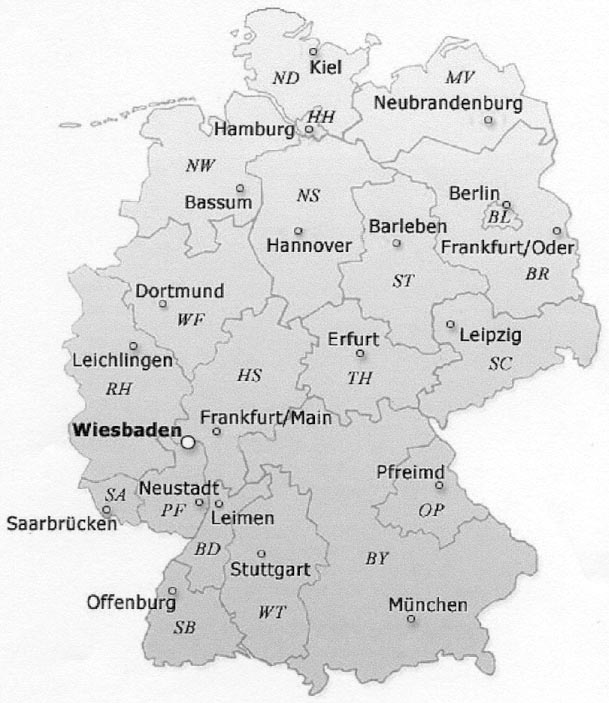 Kiel
ND
MV
Neubrandenburg
HH
Hamburg
NW
Bassum
NS
Berlin
BL
Barleben
Hannover
Frankfurt/Oder
BR
ST
Dortmund
WF
Erfurt
Leipzig
Leichlingen
HS
TH
SC
RH
Frankfurt/Main
Wiesbaden
Pfreimd
SA
Neustadt
PF
OP
Saarbrücken
Leimen
BD
Stuttgart
BY
Offenburg
München
WT
SB